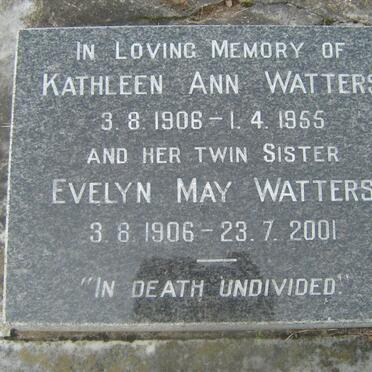 IN LOVING MEMORY OF
KATHLEEN ANN WATTERS
3.8.1906 - 1.4.1955
AND HER TWIN SISTER
EVELYN MAY WATTERS
3.8.1906 - 23.7.2001
"IN DEATH UNDIVIDED."